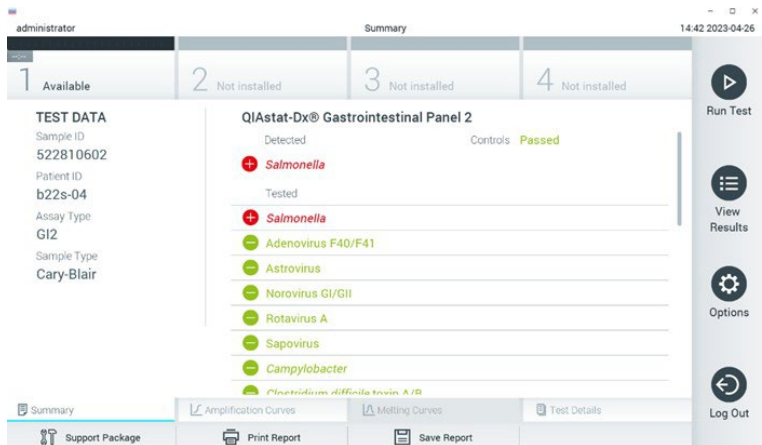 administrator Summary 14:42 2023-04-26
1 Available 2 Not installed 3 Not installed 4 Not installed
TEST DATA
Sample ID
522810602
Patient ID
b22s-04
Assay Type
GI2
Sample Type
Cary-Blair
QIAstat-Dx® Gastrointestinal Panel 2
Detected Controls Passed
Salmonella
Tested
Salmonella
Adenovirus F40/F41
Astrovirus
Norovirus GI/GII
Rotavirus A
Sapovirus
Campylobacter
Clostridium difficile toxin A/B
Run Test
View
Results
Options
Log Out
Summary Amplification Curves Melting Curves Test Details
Support Package Print Report Save Report